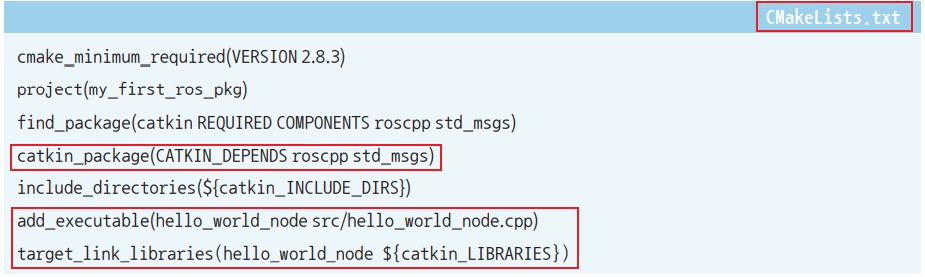 CMakeLists.txt
cmake_minimum_required(VERSION 2.8.3)
project(my_first_ros_pkg)
find_package(catkin REQUIRED COMPONENTS roscpp std_msgs)
catkin_package(CATKIN_DEPENDS roscpp std_msgs)
include_directories(${catkin_INCLUDE_DIRS})
add_executable(hello_world_node src/hello_world_node.cpp)
target_link_libraries(hello_world_node ${catkin_LIBRARIES})